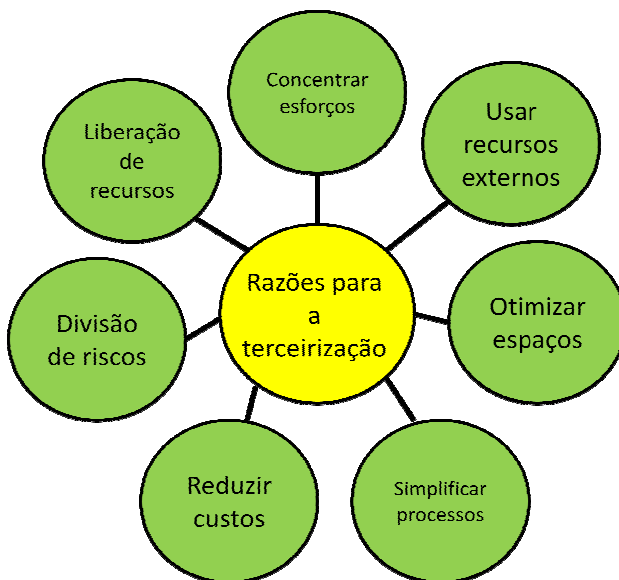 Concentrar
esforços
Usar
recursos
externos
Otimizar
espaços
Simplificar
processos
Reduzir
custos
Divisão
de riscos
Liberação
de
recursos
Razões para
a
terceirização